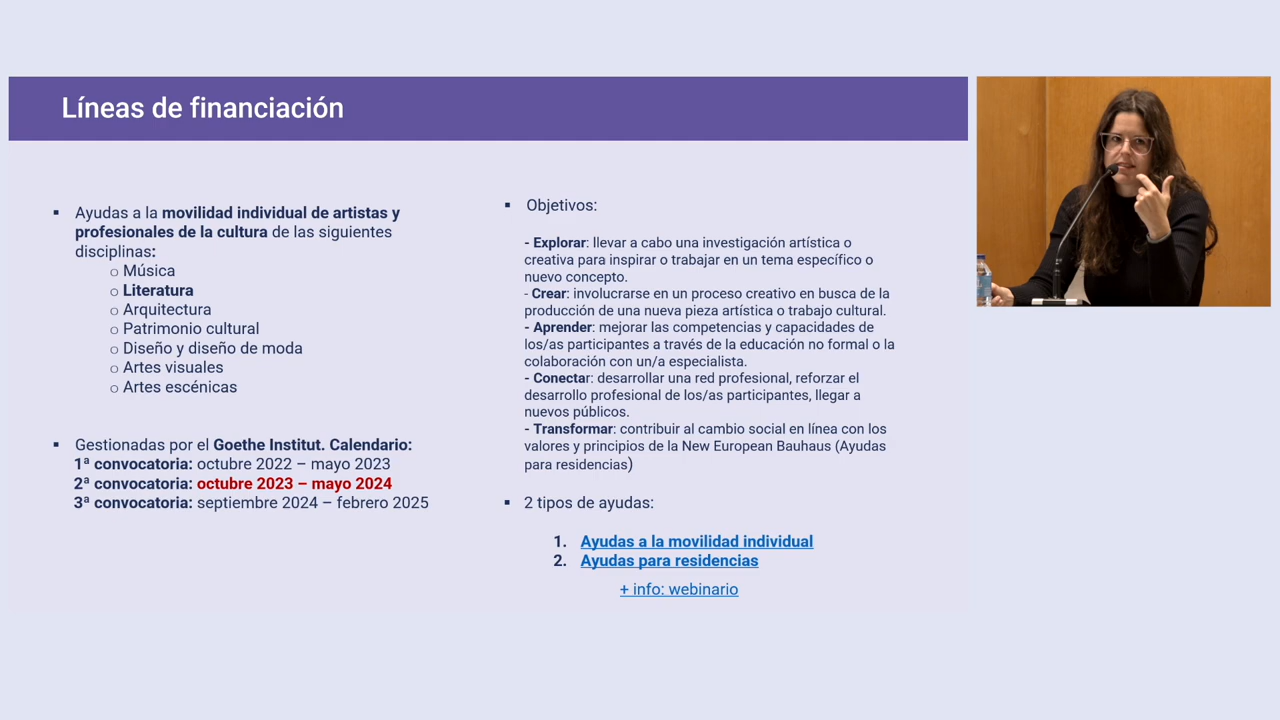 Líneas de financiación
▪ Ayudas a la movilidad individual de artistas y
profesionales de la cultura de las siguientes
disciplinas:
o Música
o Literatura
o Arquitectura
o Patrimonio cultural
o Diseño y diseño de moda
o Artes visuales
o Artes escénicas
▪ Gestionadas por el Goethe Institut. Calendario:
1ª convocatoria: octubre 2022 – mayo 2023
2ª convocatoria: octubre 2023 – mayo 2024
3ª convocatoria: septiembre 2024 – febrero 2025
▪ Objetivos:
- Explorar: llevar a cabo una investigación artística o
creativa para inspirar o trabajar en un tema específico o
nuevo concepto.
- Crear: involucrarse en un proceso creativo en busca de la
producción de una nueva pieza artística o trabajo cultural.
- Aprender: mejorar las competencias y capacidades de
los/as participantes a través de la educación no formal o la
colaboración con un/a especialista.
- Conectar: desarrollar una red profesional, reforzar el
desarrollo profesional de los/as participantes, llegar a
nuevos públicos.
- Transformar: contribuir al cambio social en línea con los
valores y principios de la New European Bauhaus (Ayudas
para residencias)
▪ 2 tipos de ayudas:
1. Ayudas a la movilidad individual
2. Ayudas para residencias
+ info: webinario